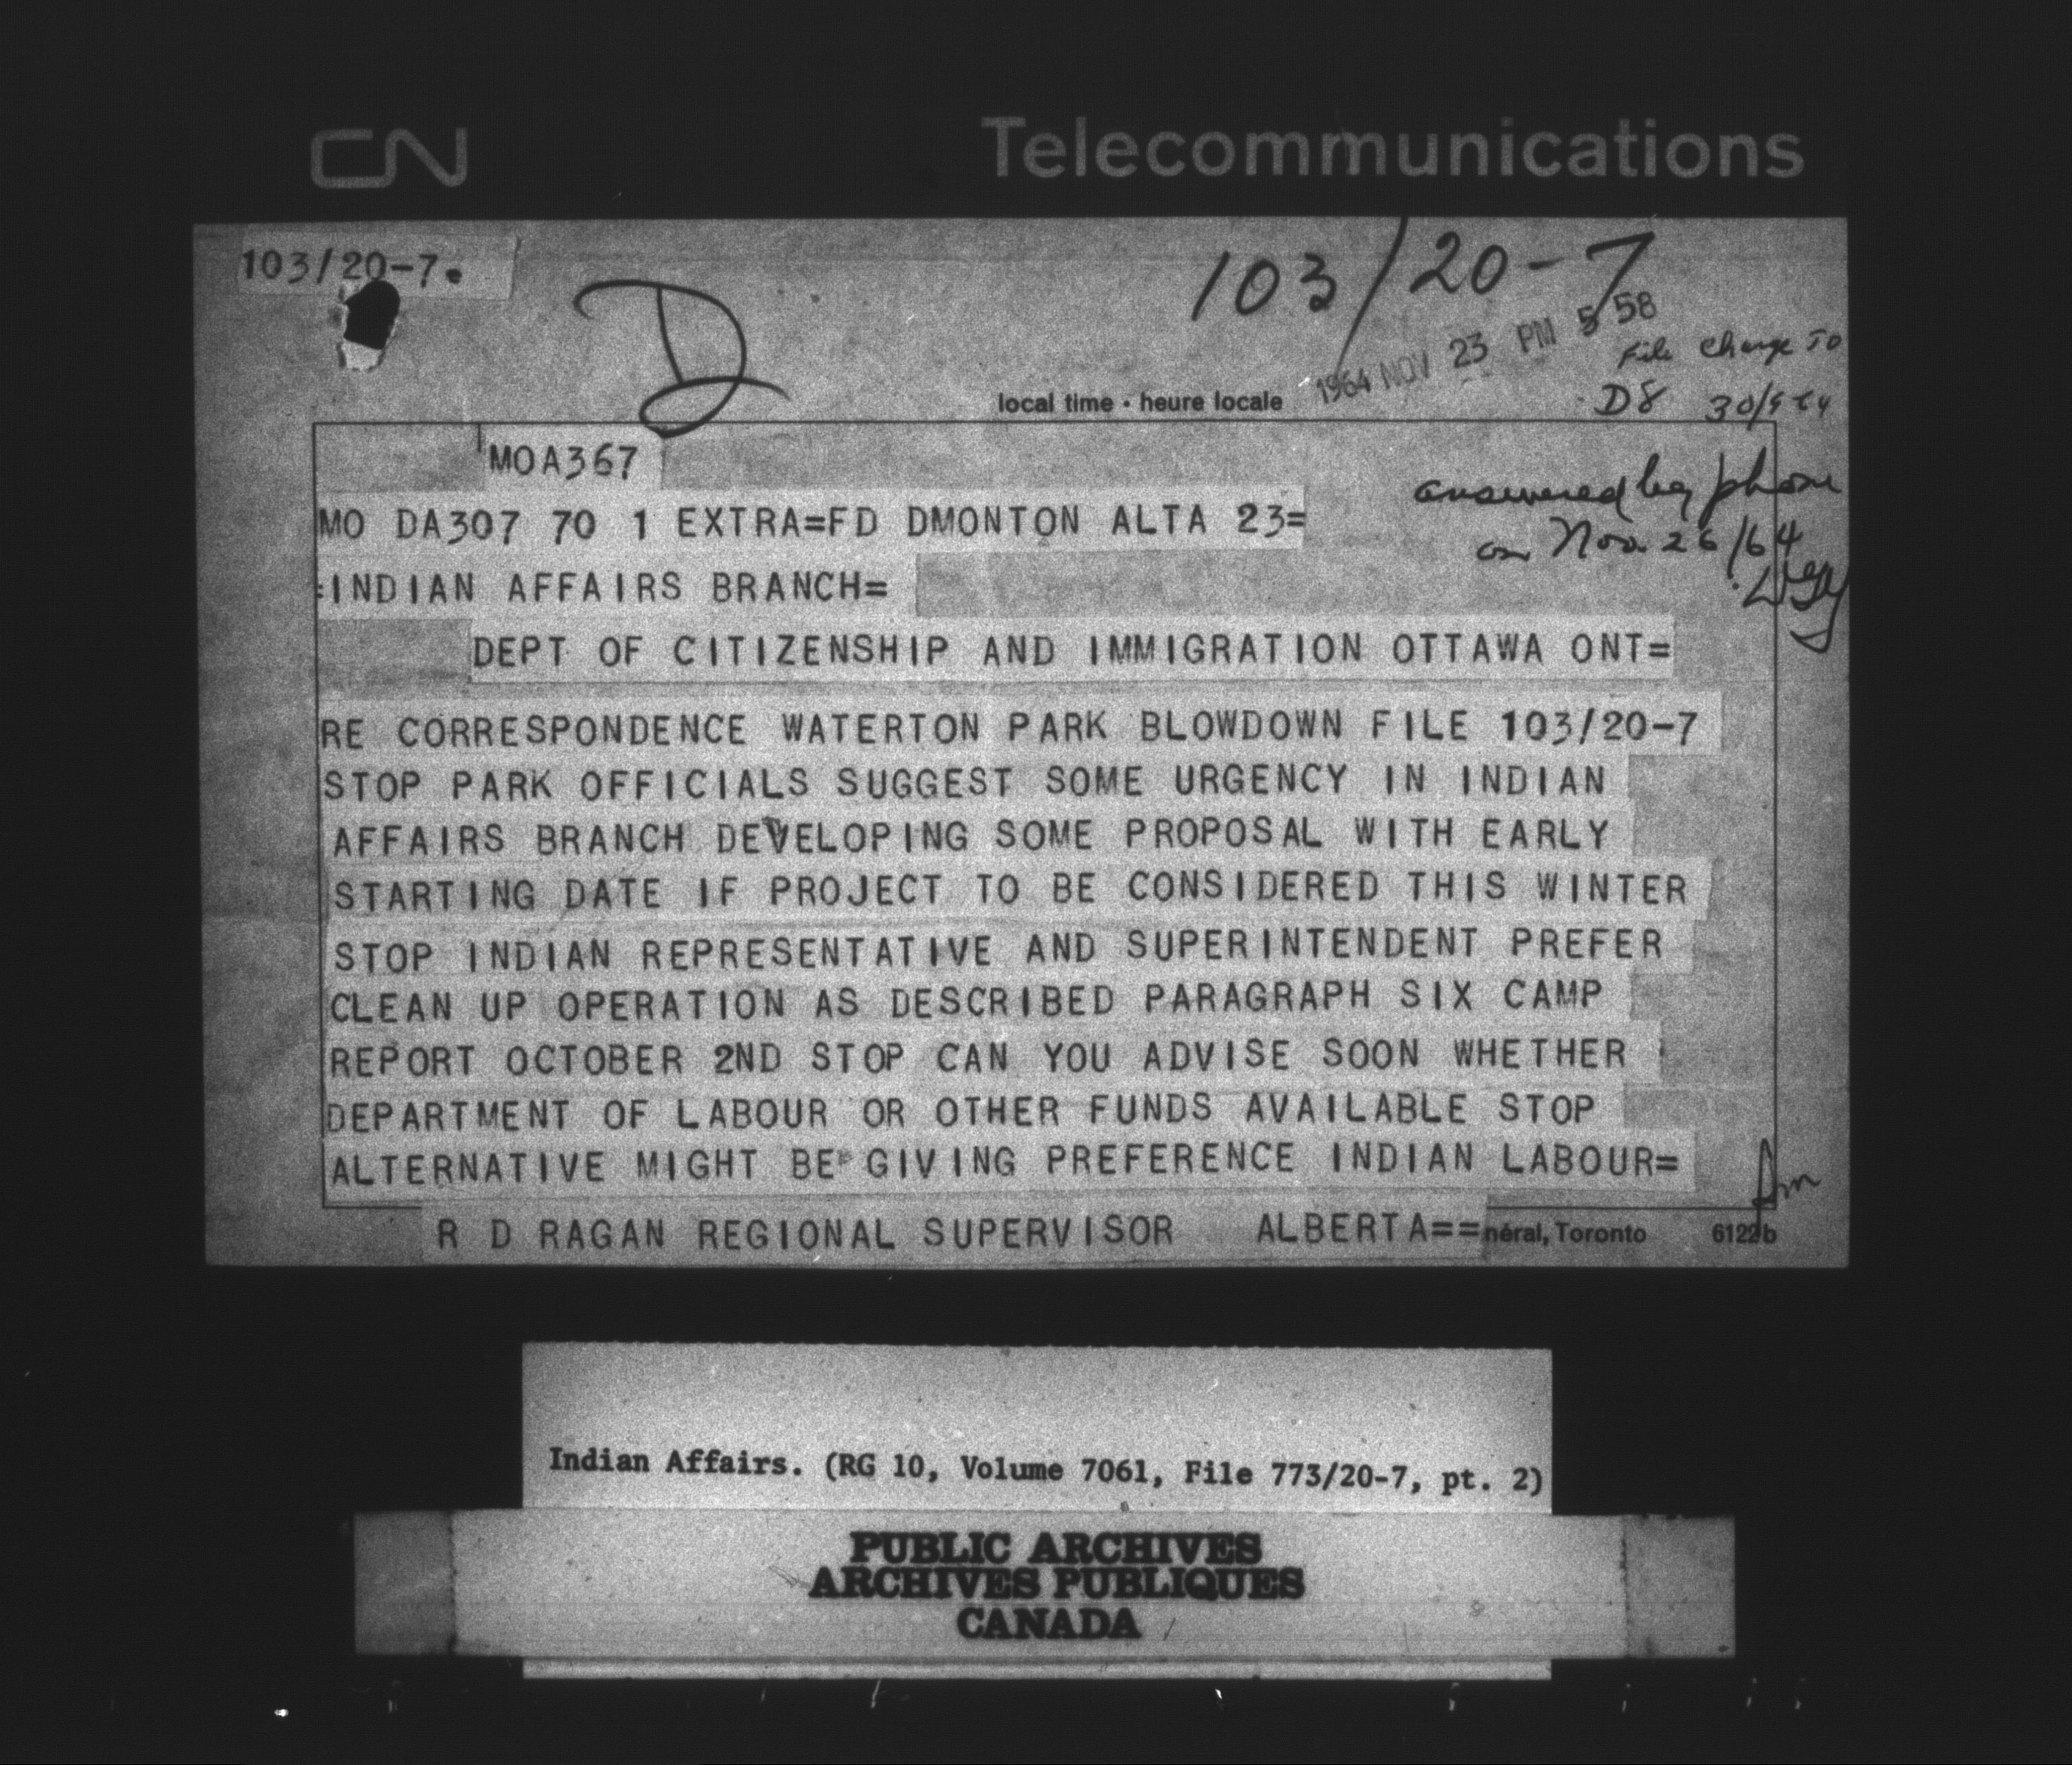 CN Telecommunications
103/20-7.
103/20-7
D
1964 NOV 23 PM 5 58
File Charge to
D8 30/9 64
local time · heure locale
MOA367
answered by phone
on Nov. 26/64
MO DA307 70 1 EXTRA=FD DMONTON ALTA 23=
=INDIAN AFFAIRS BRANCH=
DEPT OF CITIZENSHIP AND IMMIGRATION OTTAWA ONT=
RE CORRESPONDENCE WATERTON PARK BLOWDOWN FILE 103/20-7
STOP PARK OFFICIALS SUGGEST SOME URGENCY IN INDIAN
AFFAIRS BRANCH DEVELOPING SOME PROPOSAL WITH EARLY
STARTING DATE IF PROJECT TO BE CONSIDERED THIS WINTER
STOP INDIAN REPRESENTATIVE AND SUPERINTENDENT PREFER
CLEAN UP OPERATION AS DESCRIBED PARAGRAPH SIX CAMP
REPORT OCTOBER 2ND STOP CAN YOU ADVISE SOON WHETHER
DEPARTMENT OF LABOUR OR OTHER FUNDS AVAILABLE STOP
ALTERNATIVE MIGHT BE GIVING PREFERENCE INDIAN LABOUR=
R D RAGAN REGIONAL SUPERVISOR ALBERTA==
néral, Toronto 6122b
Indian Affairs. (RG 10, Volume 7061, File 773/20-7, pt. 2)
PUBLIC ARCHIVES
ARCHIVES PUBLIQUES
CANADA